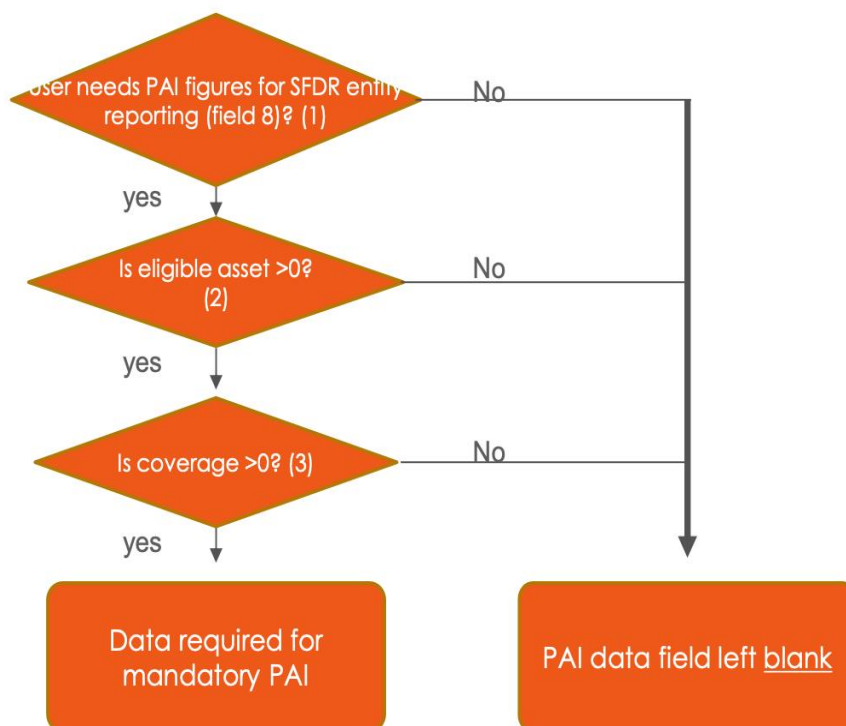 User needs PAI figures for SFDR entity
reporting (field 8)? (1)
No
yes
Is eligible asset >0?
(2)
No
yes
Is coverage >0? (3)
No
yes
Data required for
mandatory PAI
PAI data field left blank